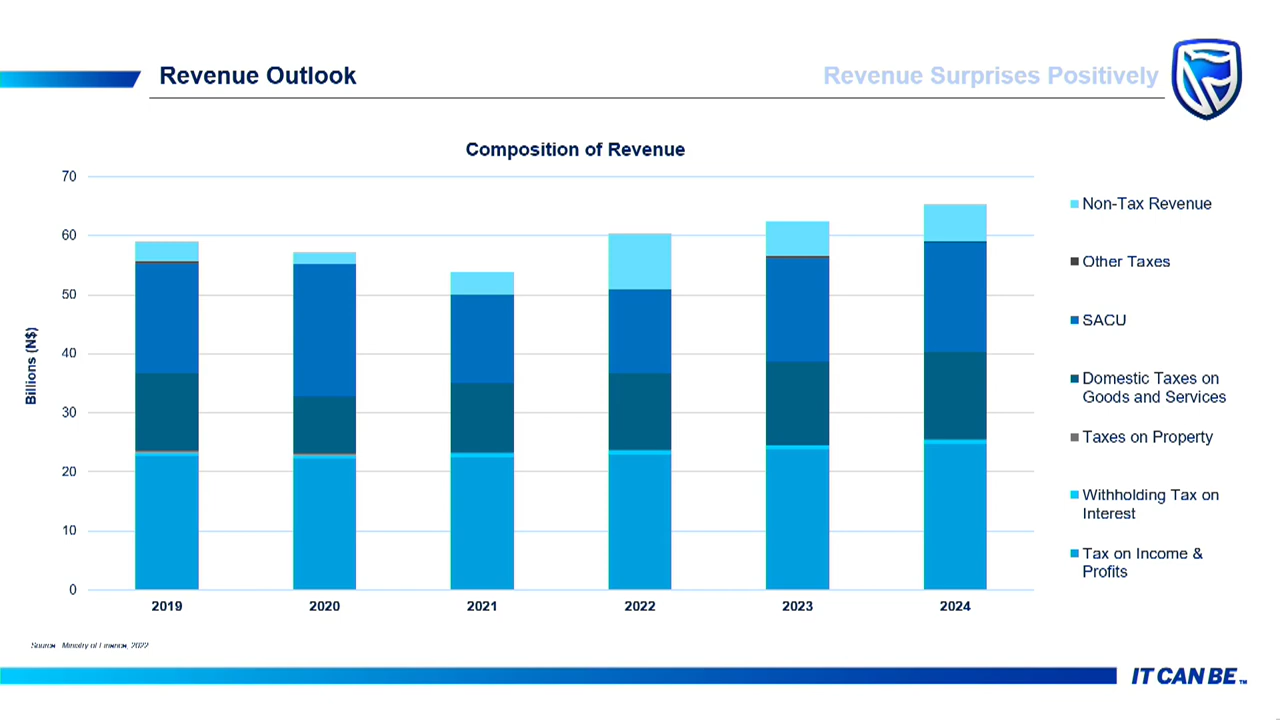 Revenue Outlook
Revenue Surprises Positively
Composition of Revenue
70
60
50
40
30
20
10
0
Billions (N$)
2019
2020
2021
2022
2023
2024
Non-Tax Revenue
Other Taxes
SACU
Domestic Taxes on
Goods and Services
Taxes on Property
Withholding Tax on
Interest
Tax on Income &
Profits
Source: Ministry of Finance, 2022
IT CAN BE™